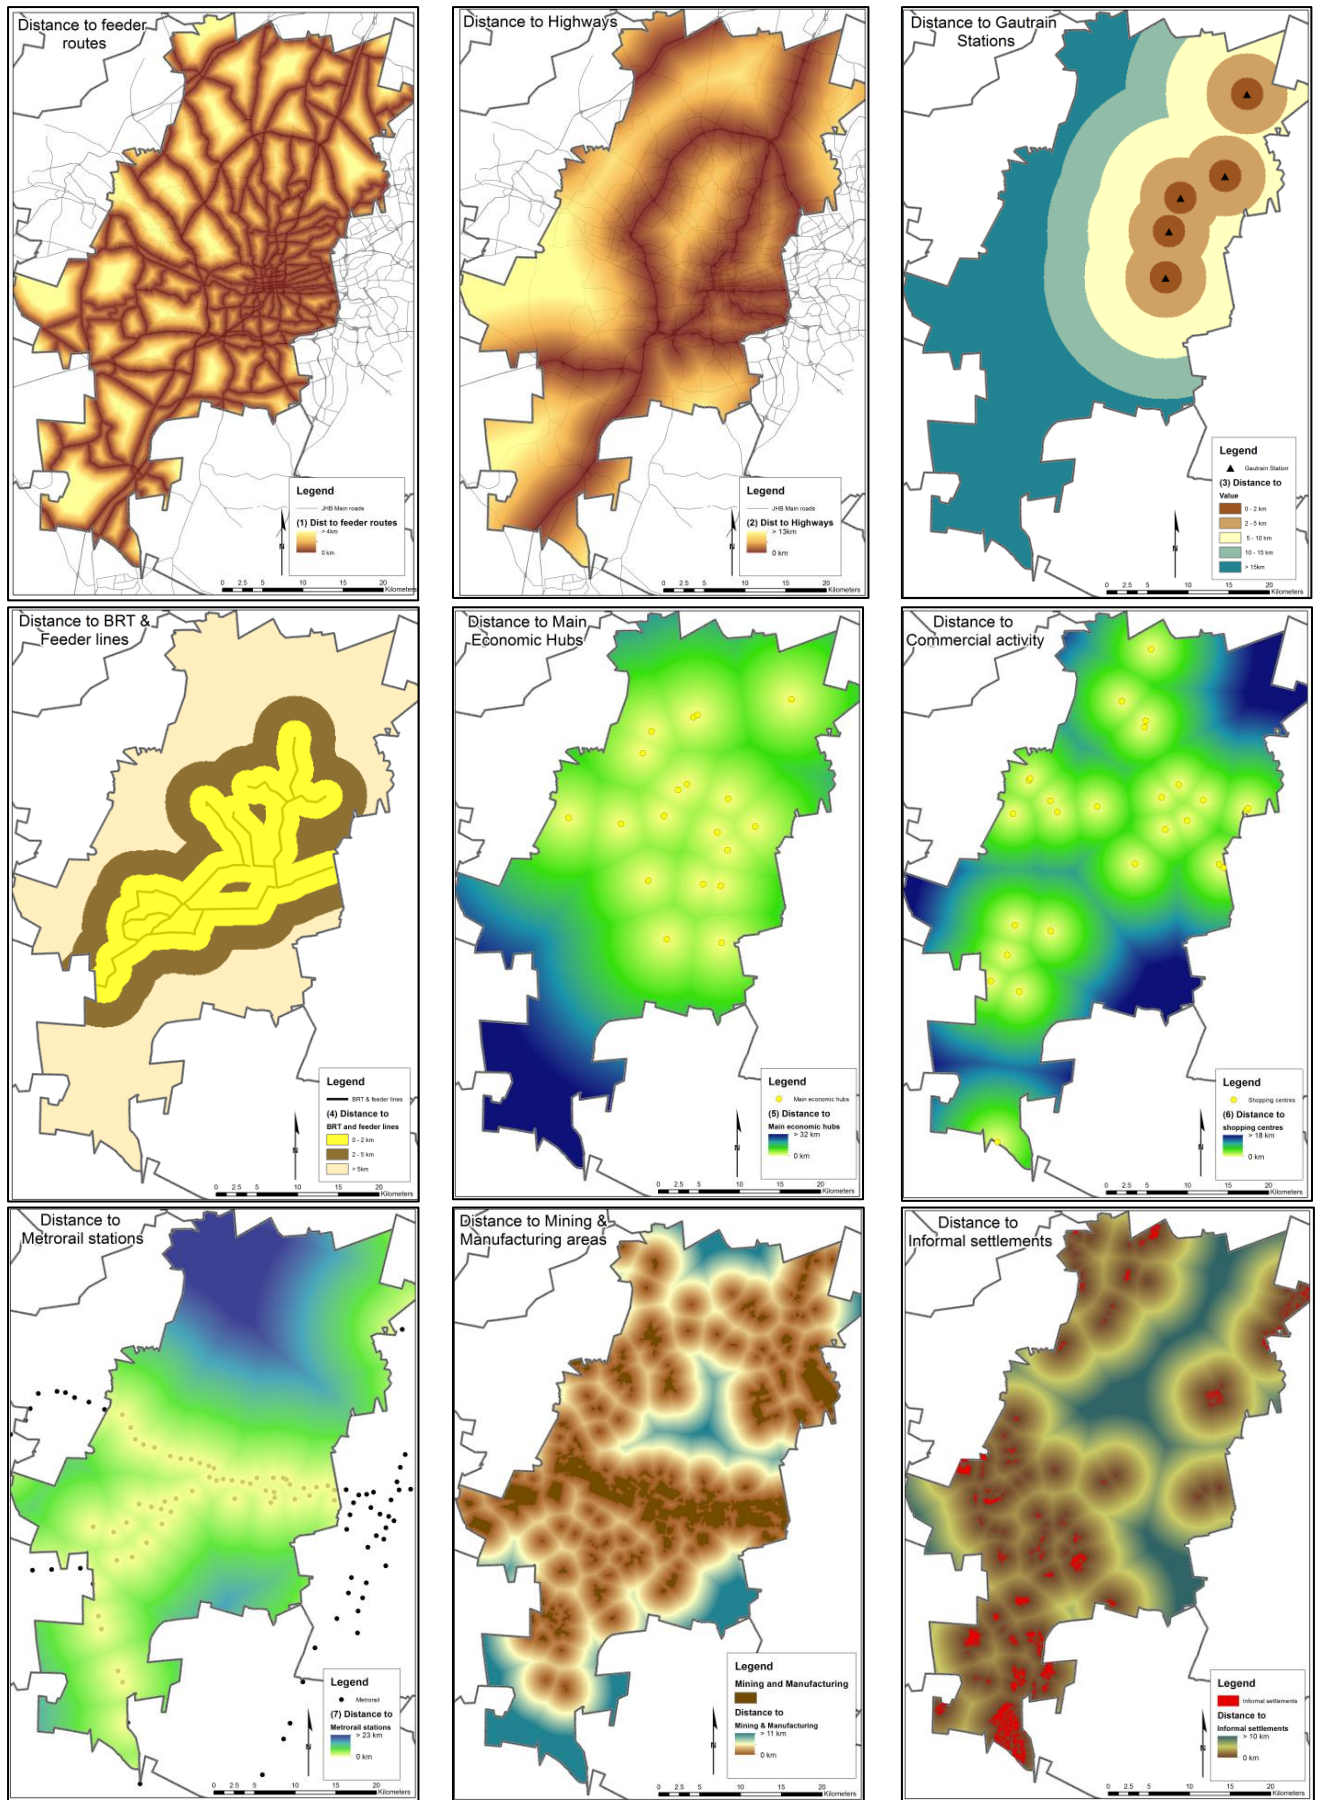 Distance to feeder
routes
Legend
JHB Main roads
(1) Dist to feeder routes
> 4km
0 km
N
0 2.5 5 10 15 20
Kilometers
Distance to Highways
Legend
JHB Main roads
(2) Dist to Highways
> 13km
0 km
N
0 2.5 5 10 15 20
Kilometers
Distance to Gautrain
Stations
Legend
Gautrain Station
(3) Distance to
Value
0 - 2 km
2 - 5 km
5 - 10 km
10 - 15 km
> 15km
N
0 2.5 5 10 15 20
Kilometers
Distance to BRT &
Feeder lines
Legend
BRT & feeder lines
(4) Distance to
BRT and feeder lines
0 - 2 km
2 - 5 km
> 5km
N
0 2.5 5 10 15 20
Kilometers
Distance to Main
Economic Hubs
Legend
Main economic hubs
(5) Distance to
Main economic hubs
> 32 km
0 km
N
0 2.5 5 10 15 20
Kilometers
Distance to
Commercial activity
Legend
Shopping centres
(6) Distance to
shopping centres
> 18 km
0 km
N
0 2.5 5 10 15 20
Kilometers
Distance to
Metrorail stations
Legend
Metrorail
(7) Distance to
Metrorail stations
> 23 km
0 km
N
0 2.5 5 10 15 20
Kilometers
Distance to Mining &
Manufacturing areas
Legend
Mining and Manufacturing
Distance to
Mining & Manufacturing
> 11 km
0 km
N
0 2.5 5 10 15 20
Kilometers
Distance to
Informal settlements
Legend
Informal settlements
Distance to
Informal settlements
> 10 km
0 km
N
0 2.5 5 10 15 20
Kilometers